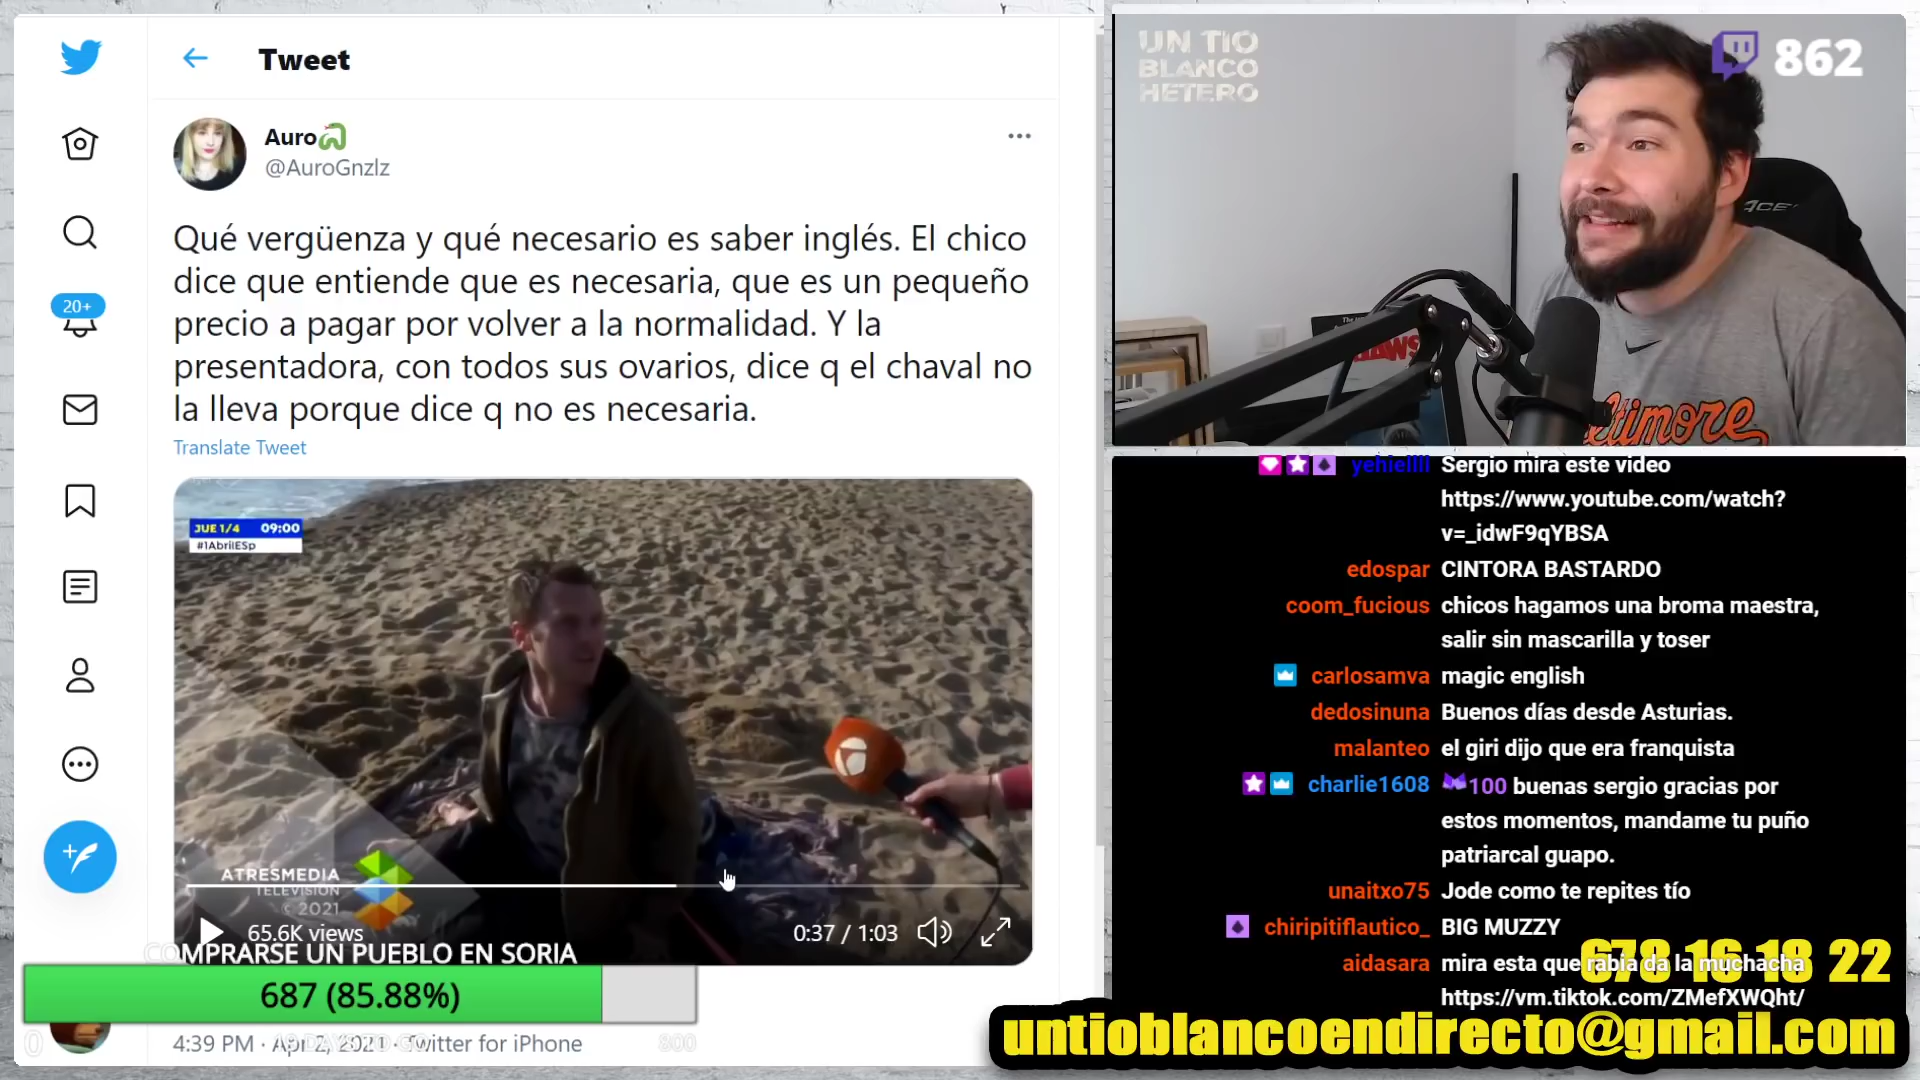 Tweet
Auro
@AuroGnzlz
Qué vergüenza y qué necesario es saber inglés. El chico
dice que entiende que es necesaria, que es un pequeño
precio a pagar por volver a la normalidad. Y la
presentadora, con todos sus ovarios, dice q el chaval no
la lleva porque dice q no es necesaria.
Translate Tweet
20+
JUE 1/4 09:00
#1AbrilESp
ATRESMEDIA
TELEVISIÓN
© 2021
65.6K views
0:37 / 1:03
COMPRARSE UN PUEBLO EN SORIA
687 (85.88%)
0
800
4:39 PM · Apr 2, 2021 · Twitter for iPhone
UN TIO
BLANCO
HETERO
862
ACE
altimore
yehiellll Sergio mira este video
https://www.youtube.com/watch?
v=_idwF9qYBSA
edospar CINTORA BASTARDO
coom_fucious chicos hagamos una broma maestra,
salir sin mascarilla y toser
carlosamva magic english
dedosinuna Buenos días desde Asturias.
malanteo el giri dijo que era franquista
charlie1608 100 buenas sergio gracias por
estos momentos, mandame tu puño
patriarcal guapo.
unaitxo75 Jode como te repites tío
chiripitiflautico_ BIG MUZZY
aidasara mira esta que rabia da la muchacha
https://vm.tiktok.com/ZMefXWQht/
678 16 18 22
untioblancoendirecto@gmail.com